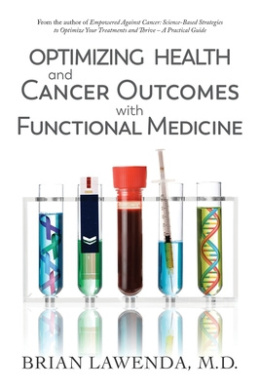 From the author of Empowered Against Cancer: Science-Based Strategies
to Optimize Your Treatments and Thrive – A Practical Guide
OPTIMIZING HEALTH
and
CANCER OUTCOMES
with
FUNCTIONAL MEDICINE
BRIAN LAWENDA, M.D.